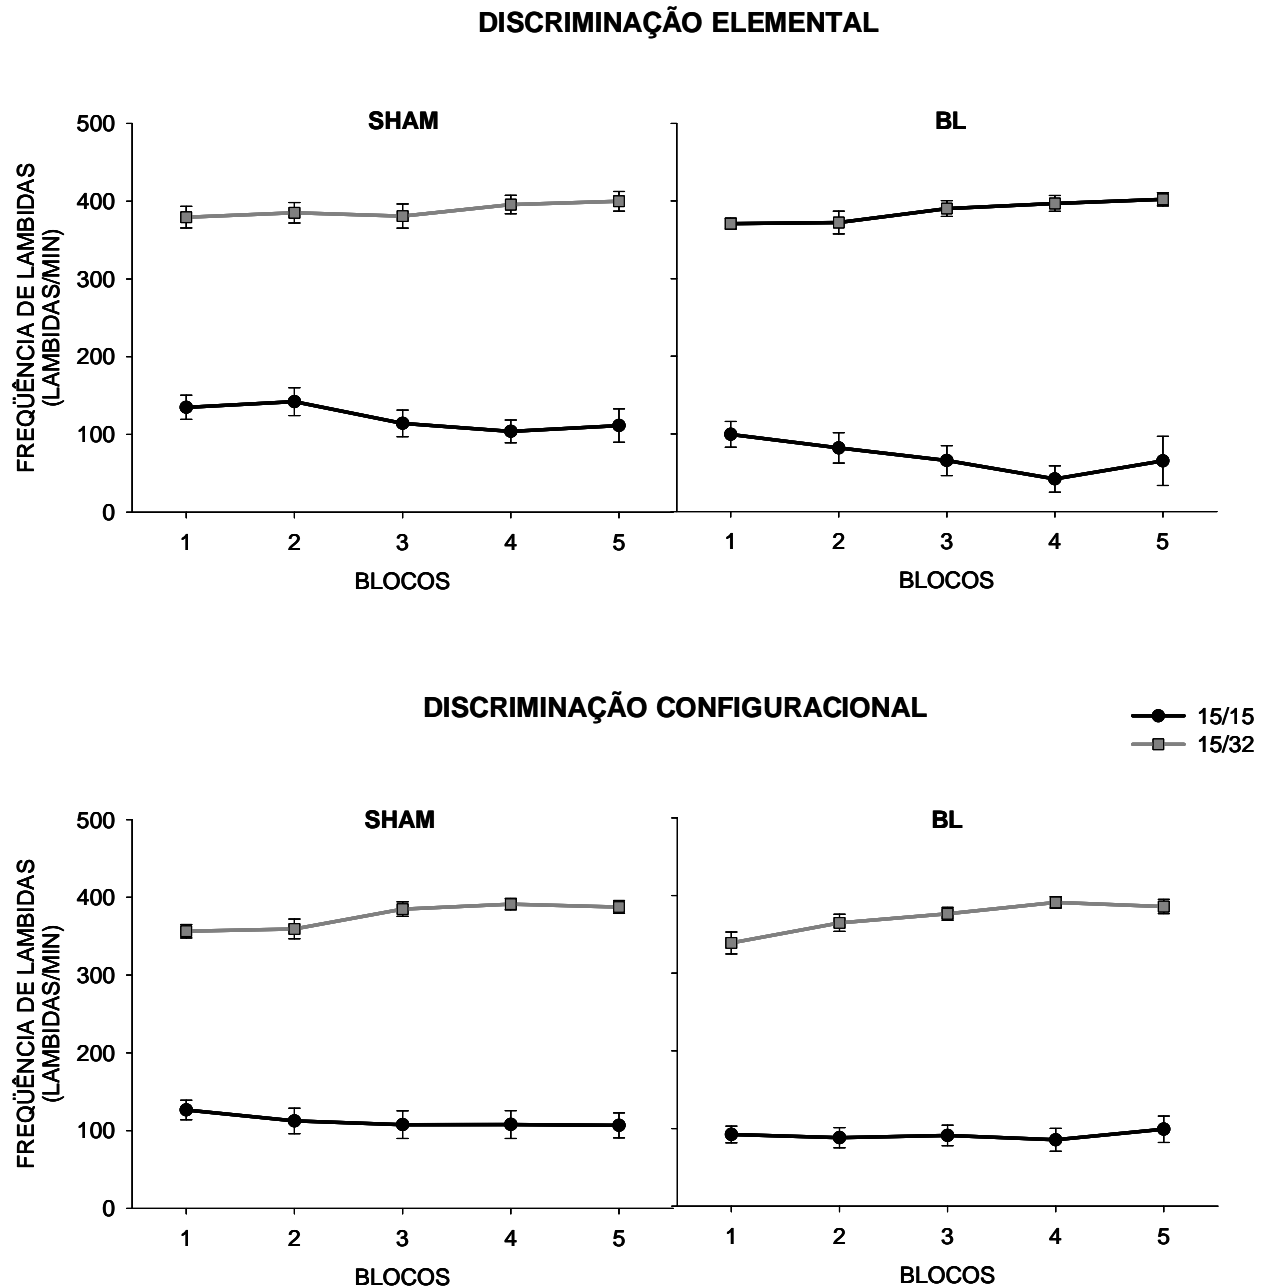 DISCRIMINAÇÃO ELEMENTAL
SHAM
BL
500
400
300
200
100
0
FREQÜÊNCIA DE LAMBIDAS
(LAMBIDAS/MIN)
1 2 3 4 5
BLOCOS
1 2 3 4 5
BLOCOS
DISCRIMINAÇÃO CONFIGURACIONAL
15/15
15/32
SHAM
BL
500
400
300
200
100
0
FREQÜÊNCIA DE LAMBIDAS
(LAMBIDAS/MIN)
1 2 3 4 5
BLOCOS
1 2 3 4 5
BLOCOS